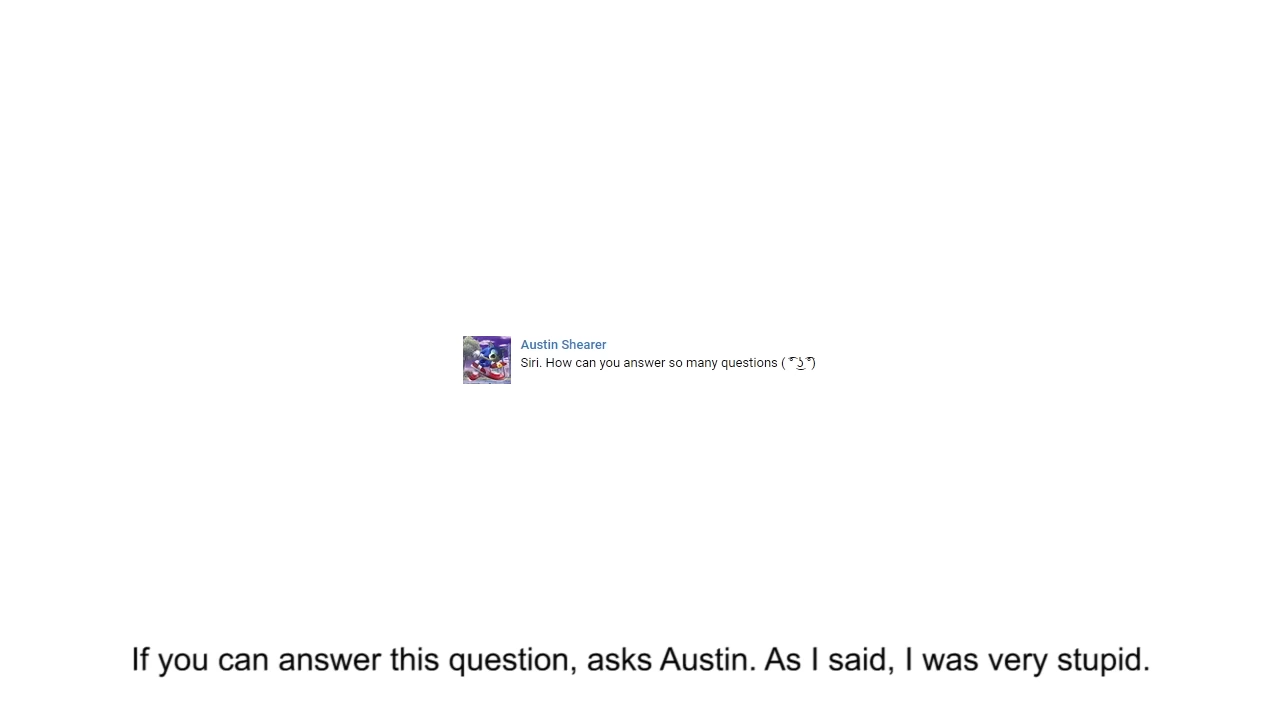 Austin Shearer
Siri. How can you answer so many questions ( ͡° ͜ʖ ͡°)
If you can answer this question, asks Austin. As I said, I was very stupid.